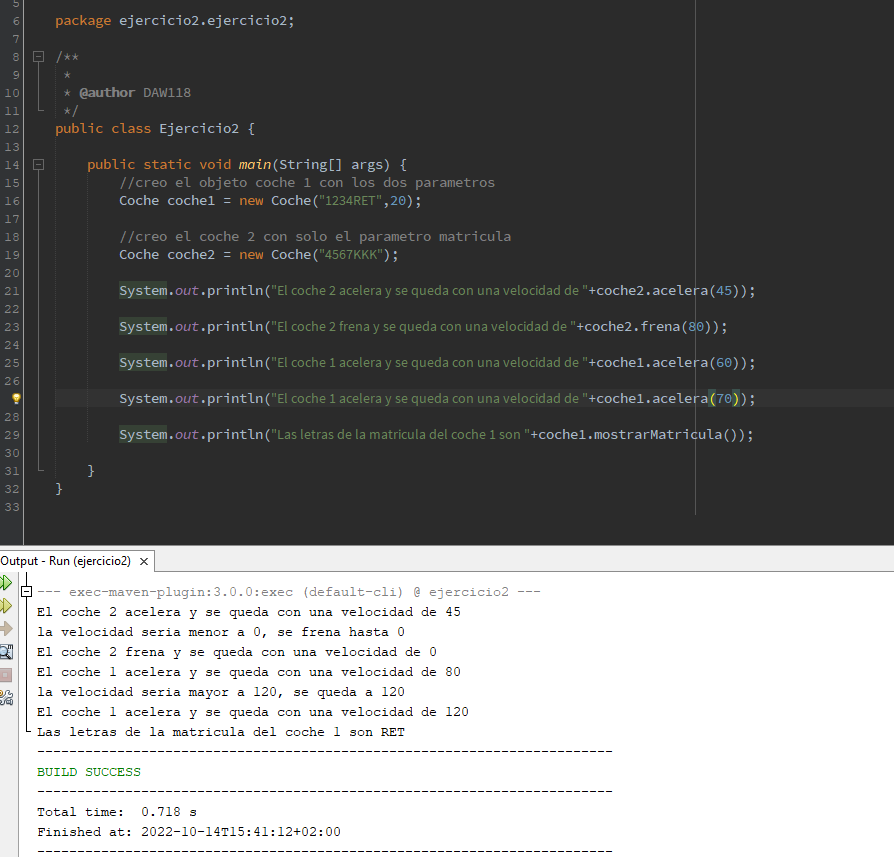 5
6 package ejercicio2.ejercicio2;
7
8 /**
9 *
10 * @author DAW118
11 */
12 public class Ejercicio2 {
13
14 public static void main(String[] args) {
15 //creo el objeto coche 1 con los dos parametros
16 Coche coche1 = new Coche("1234RET",20);
17
18 //creo el coche 2 con solo el parametro matricula
19 Coche coche2 = new Coche("4567KKK");
20
21 System.out.println("El coche 2 acelera y se queda con una velocidad de "+coche2.acelera(45));
22
23 System.out.println("El coche 2 frena y se queda con una velocidad de "+coche2.frena(80));
24
25 System.out.println("El coche 1 acelera y se queda con una velocidad de "+coche1.acelera(60));
26
System.out.println("El coche 1 acelera y se queda con una velocidad de "+coche1.acelera(70));
28
29 System.out.println("Las letras de la matricula del coche 1 son "+coche1.mostrarMatricula());
30
31 }
32 }
33
Output - Run (ejercicio2) ×
--- exec-maven-plugin:3.0.0:exec (default-cli) @ ejercicio2 ---
El coche 2 acelera y se queda con una velocidad de 45
la velocidad seria menor a 0, se frena hasta 0
El coche 2 frena y se queda con una velocidad de 0
El coche 1 acelera y se queda con una velocidad de 80
la velocidad seria mayor a 120, se queda a 120
El coche 1 acelera y se queda con una velocidad de 120
Las letras de la matricula del coche 1 son RET
------------------------------------------------------------------------
BUILD SUCCESS
------------------------------------------------------------------------
Total time:  0.718 s
Finished at: 2022-10-14T15:41:12+02:00
------------------------------------------------------------------------